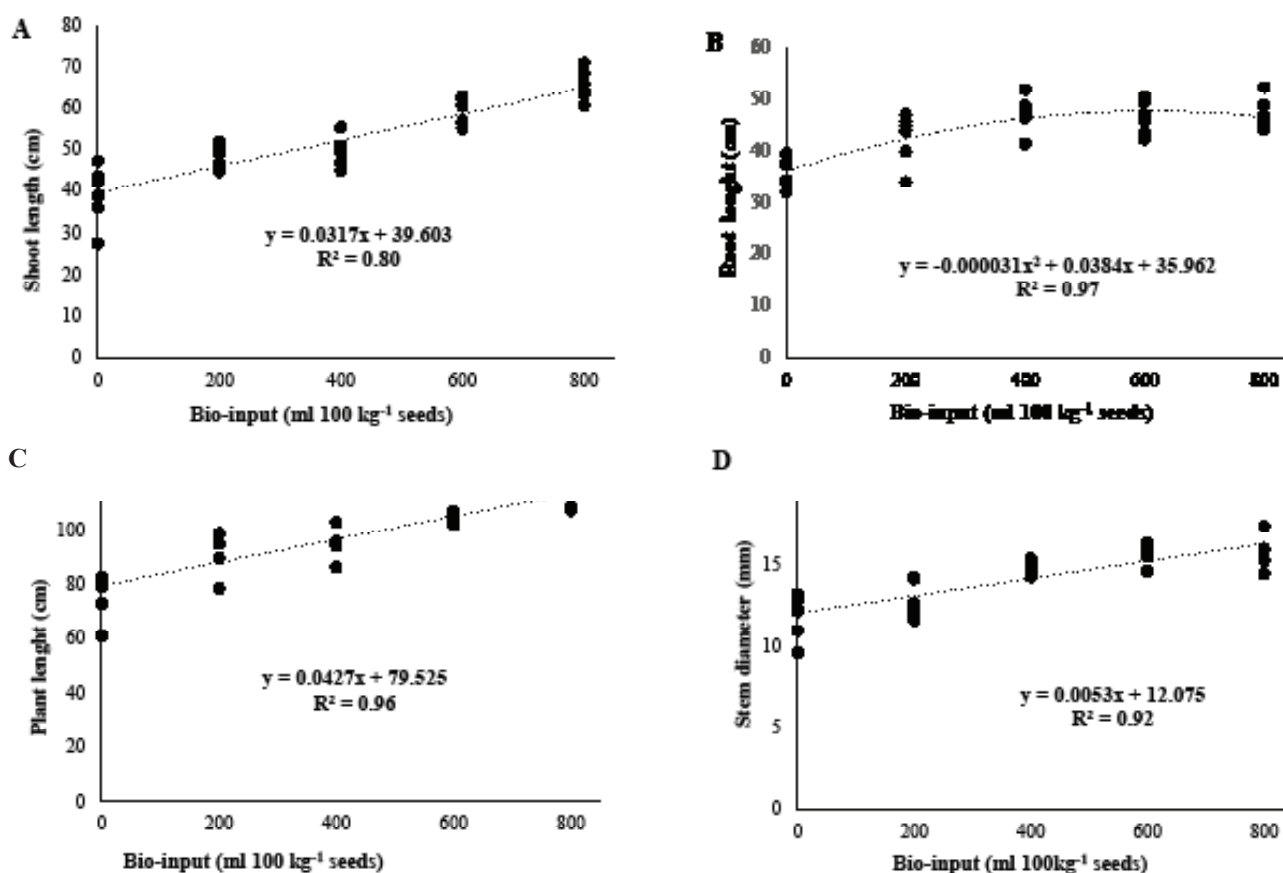 A
80
70
60
50
40
30
20
10
0
Shoot length (cm)
y = 0.0317x + 39.603
R² = 0.80
0 200 400 600 800
Bio-input (ml 100 kg⁻¹ seeds)
B
60
50
40
30
20
10
0
Root lenght (cm)
y = -0.000031x² + 0.0384x + 35.962
R² = 0.97
0 200 400 600 800
Bio-input (ml 100 kg⁻¹ seeds)
C
100
80
60
40
20
0
Plant lenght (cm)
y = 0.0427x + 79.525
R² = 0.96
0 200 400 600 800
Bio-input (ml 100 kg⁻¹ seeds)
D
15
10
5
0
Stem diameter (mm)
y = 0.0053x + 12.075
R² = 0.92
0 200 400 600 800
Bio-input (ml 100kg⁻¹ seeds)